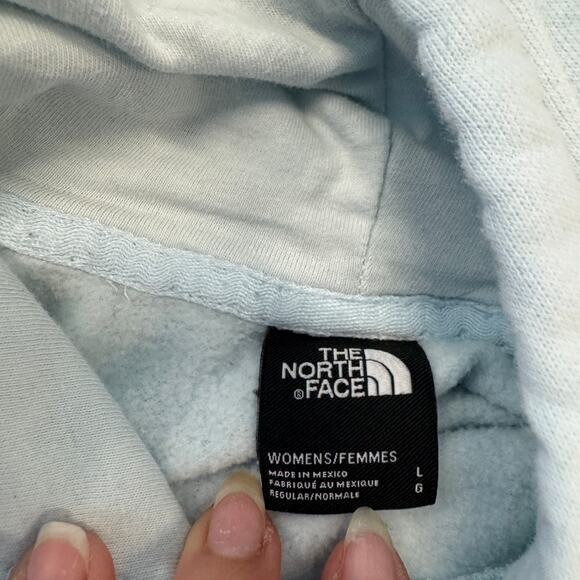 THE
NORTH
FACE
®
WOMENS/FEMMES
MADE IN MEXICO L
FABRIQUÉ AU MEXIQUE G
REGULAR/NORMALE